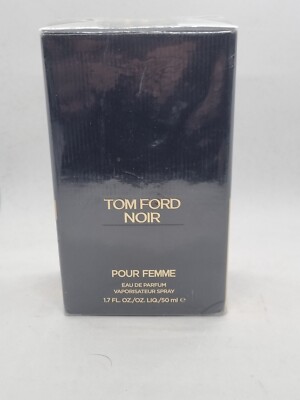 TOM FORD
NOIR
POUR FEMME
EAU DE PARFUM
VAPORISATEUR SPRAY
1.7 FL. OZ./OZ. LIQ./50 ml ℮